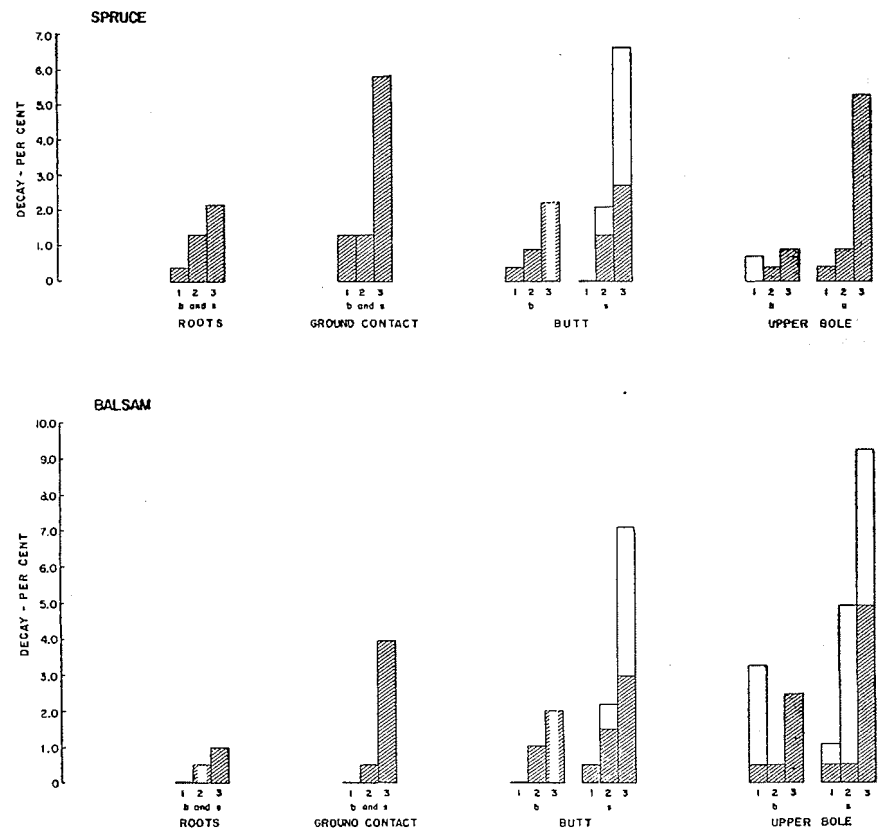 SPRUCE
7.0
6.0
5.0
4.0
3.0
2.0
1.0
0
DECAY - PER CENT
1 2 3 1 2 3 1 2 3 1 2 3 1 2 3 1 2 3
b and s b and s b s b s
ROOTS GROUND CONTACT BUTT UPPER BOLE
BALSAM
10.0
9.0
8.0
7.0
6.0
5.0
4.0
3.0
2.0
1.0
0
DECAY - PER CENT
1 2 3 1 2 3 1 2 3 1 2 3 1 2 3 1 2 3
b and s b and s b s b s
ROOTS GROUND CONTACT BUTT UPPER BOLE